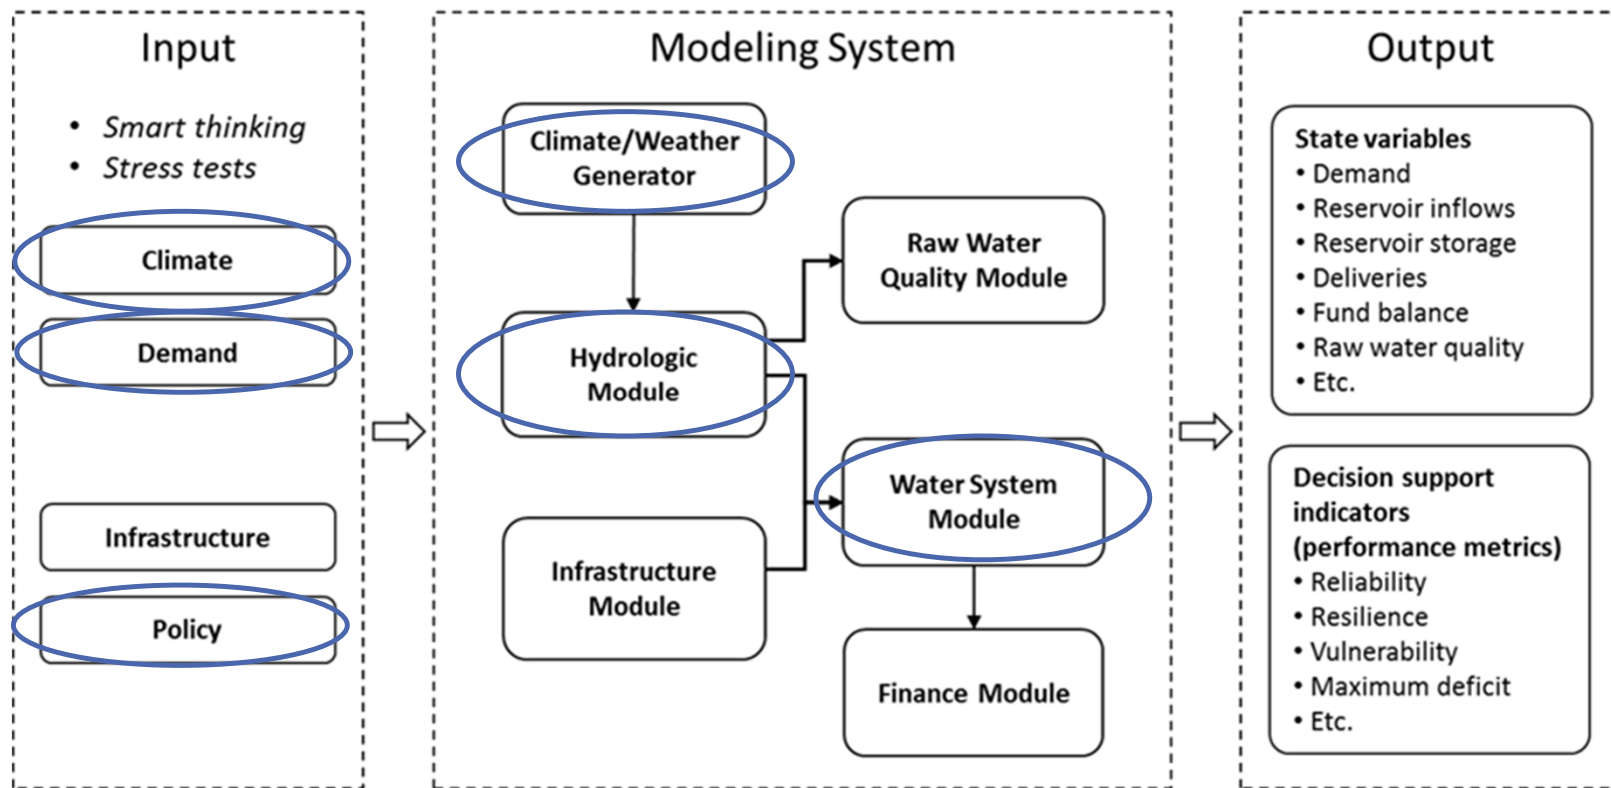 Input
• Smart thinking
• Stress tests
Climate
Demand
Infrastructure
Policy
Modeling System
Climate/Weather
Generator
Hydrologic
Module
Infrastructure
Module
Raw Water
Quality Module
Water System
Module
Finance Module
Output
State variables
• Demand
• Reservoir inflows
• Reservoir storage
• Deliveries
• Fund balance
• Raw water quality
• Etc.
Decision support
indicators
(performance metrics)
• Reliability
• Resilience
• Vulnerability
• Maximum deficit
• Etc.